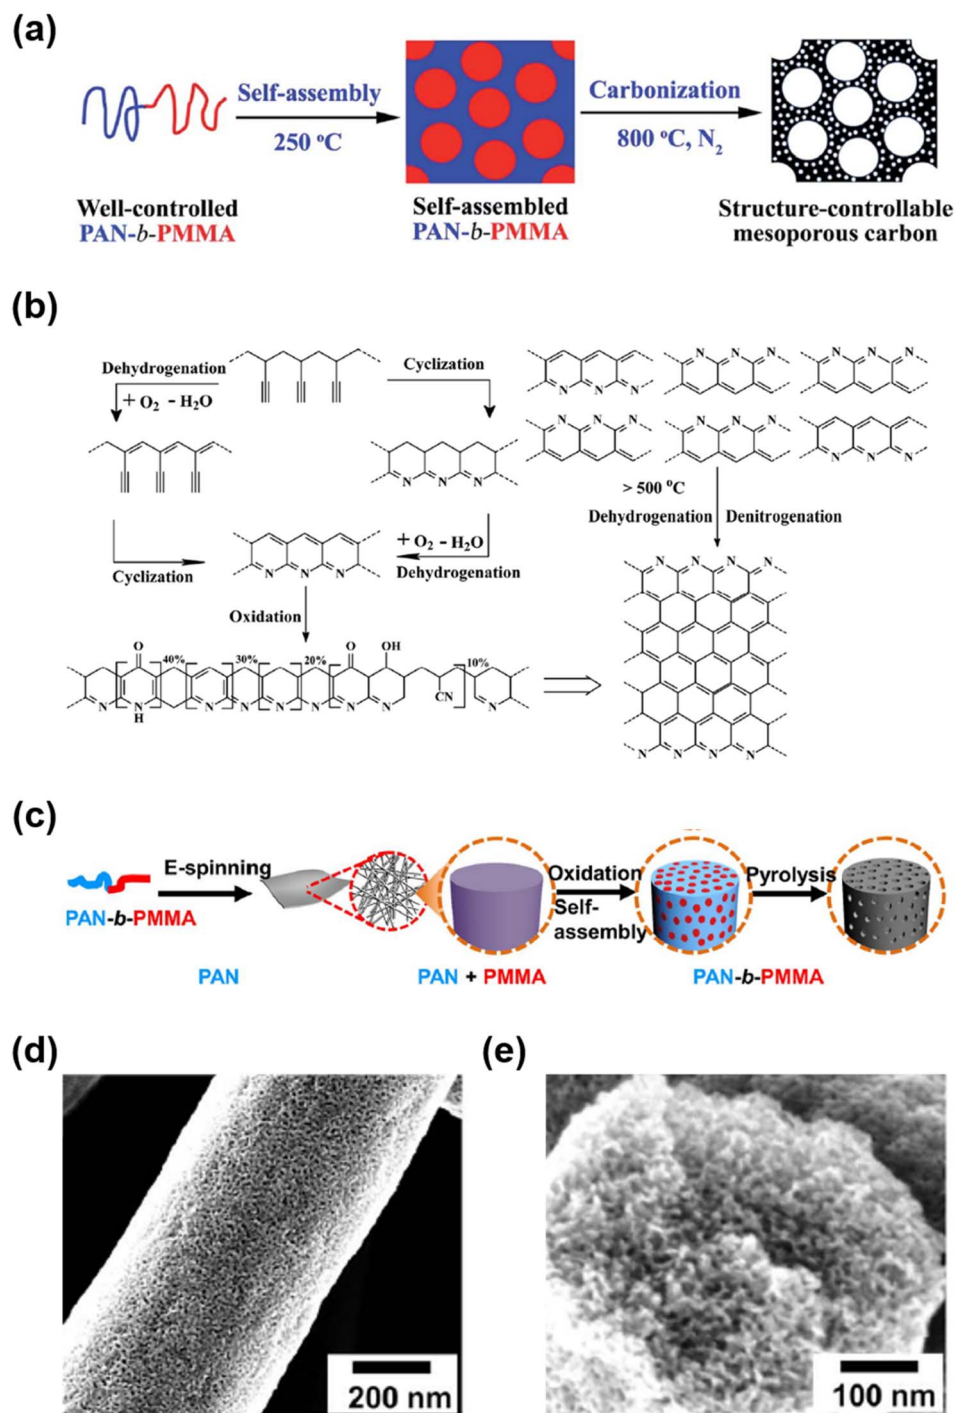 (a)
Self-assembly
250 °C
Carbonization
800 °C, N₂
Well-controlled
PAN-b-PMMA
Self-assembled
PAN-b-PMMA
Structure-controllable
mesoporous carbon
(b)
Dehydrogenation
+ O₂ - H₂O
Cyclization
N N N N N N N N
N N N N N N N N N N
N N N
> 500 °C
Dehydrogenation Denitrogenation
+ O₂ - H₂O
Cyclization
N N N
Dehydrogenation
Oxidation
N N N N
O 40% 30% 20% O OH 10%
N N N N N N N CN N
H
N N N N
(c)
E-spinning
Oxidation
Self-
assembly
Pyrolysis
PAN-b-PMMA
PAN
PAN + PMMA
PAN-b-PMMA
(d)
(e)
200 nm
100 nm